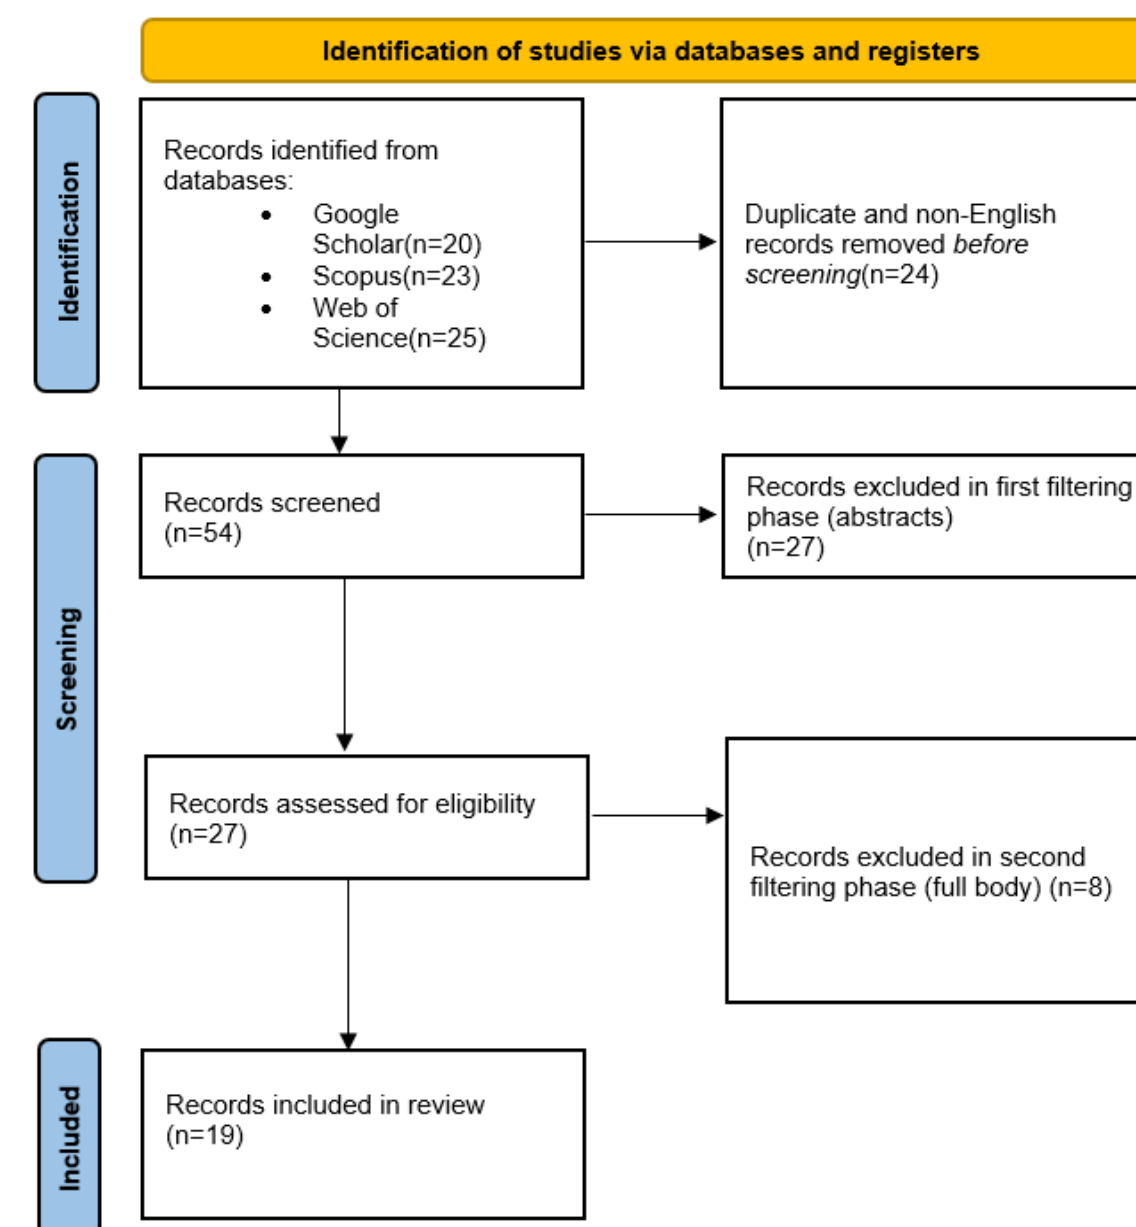 Identification of studies via databases and registers
Identification
Records identified from
databases:
• Google
Scholar(n=20)
• Scopus(n=23)
• Web of
Science(n=25)
Duplicate and non-English
records removed before
screening(n=24)
Screening
Records screened
(n=54)
Records excluded in first filtering
phase (abstracts)
(n=27)
Records assessed for eligibility
(n=27)
Records excluded in second
filtering phase (full body) (n=8)
Included
Records included in review
(n=19)